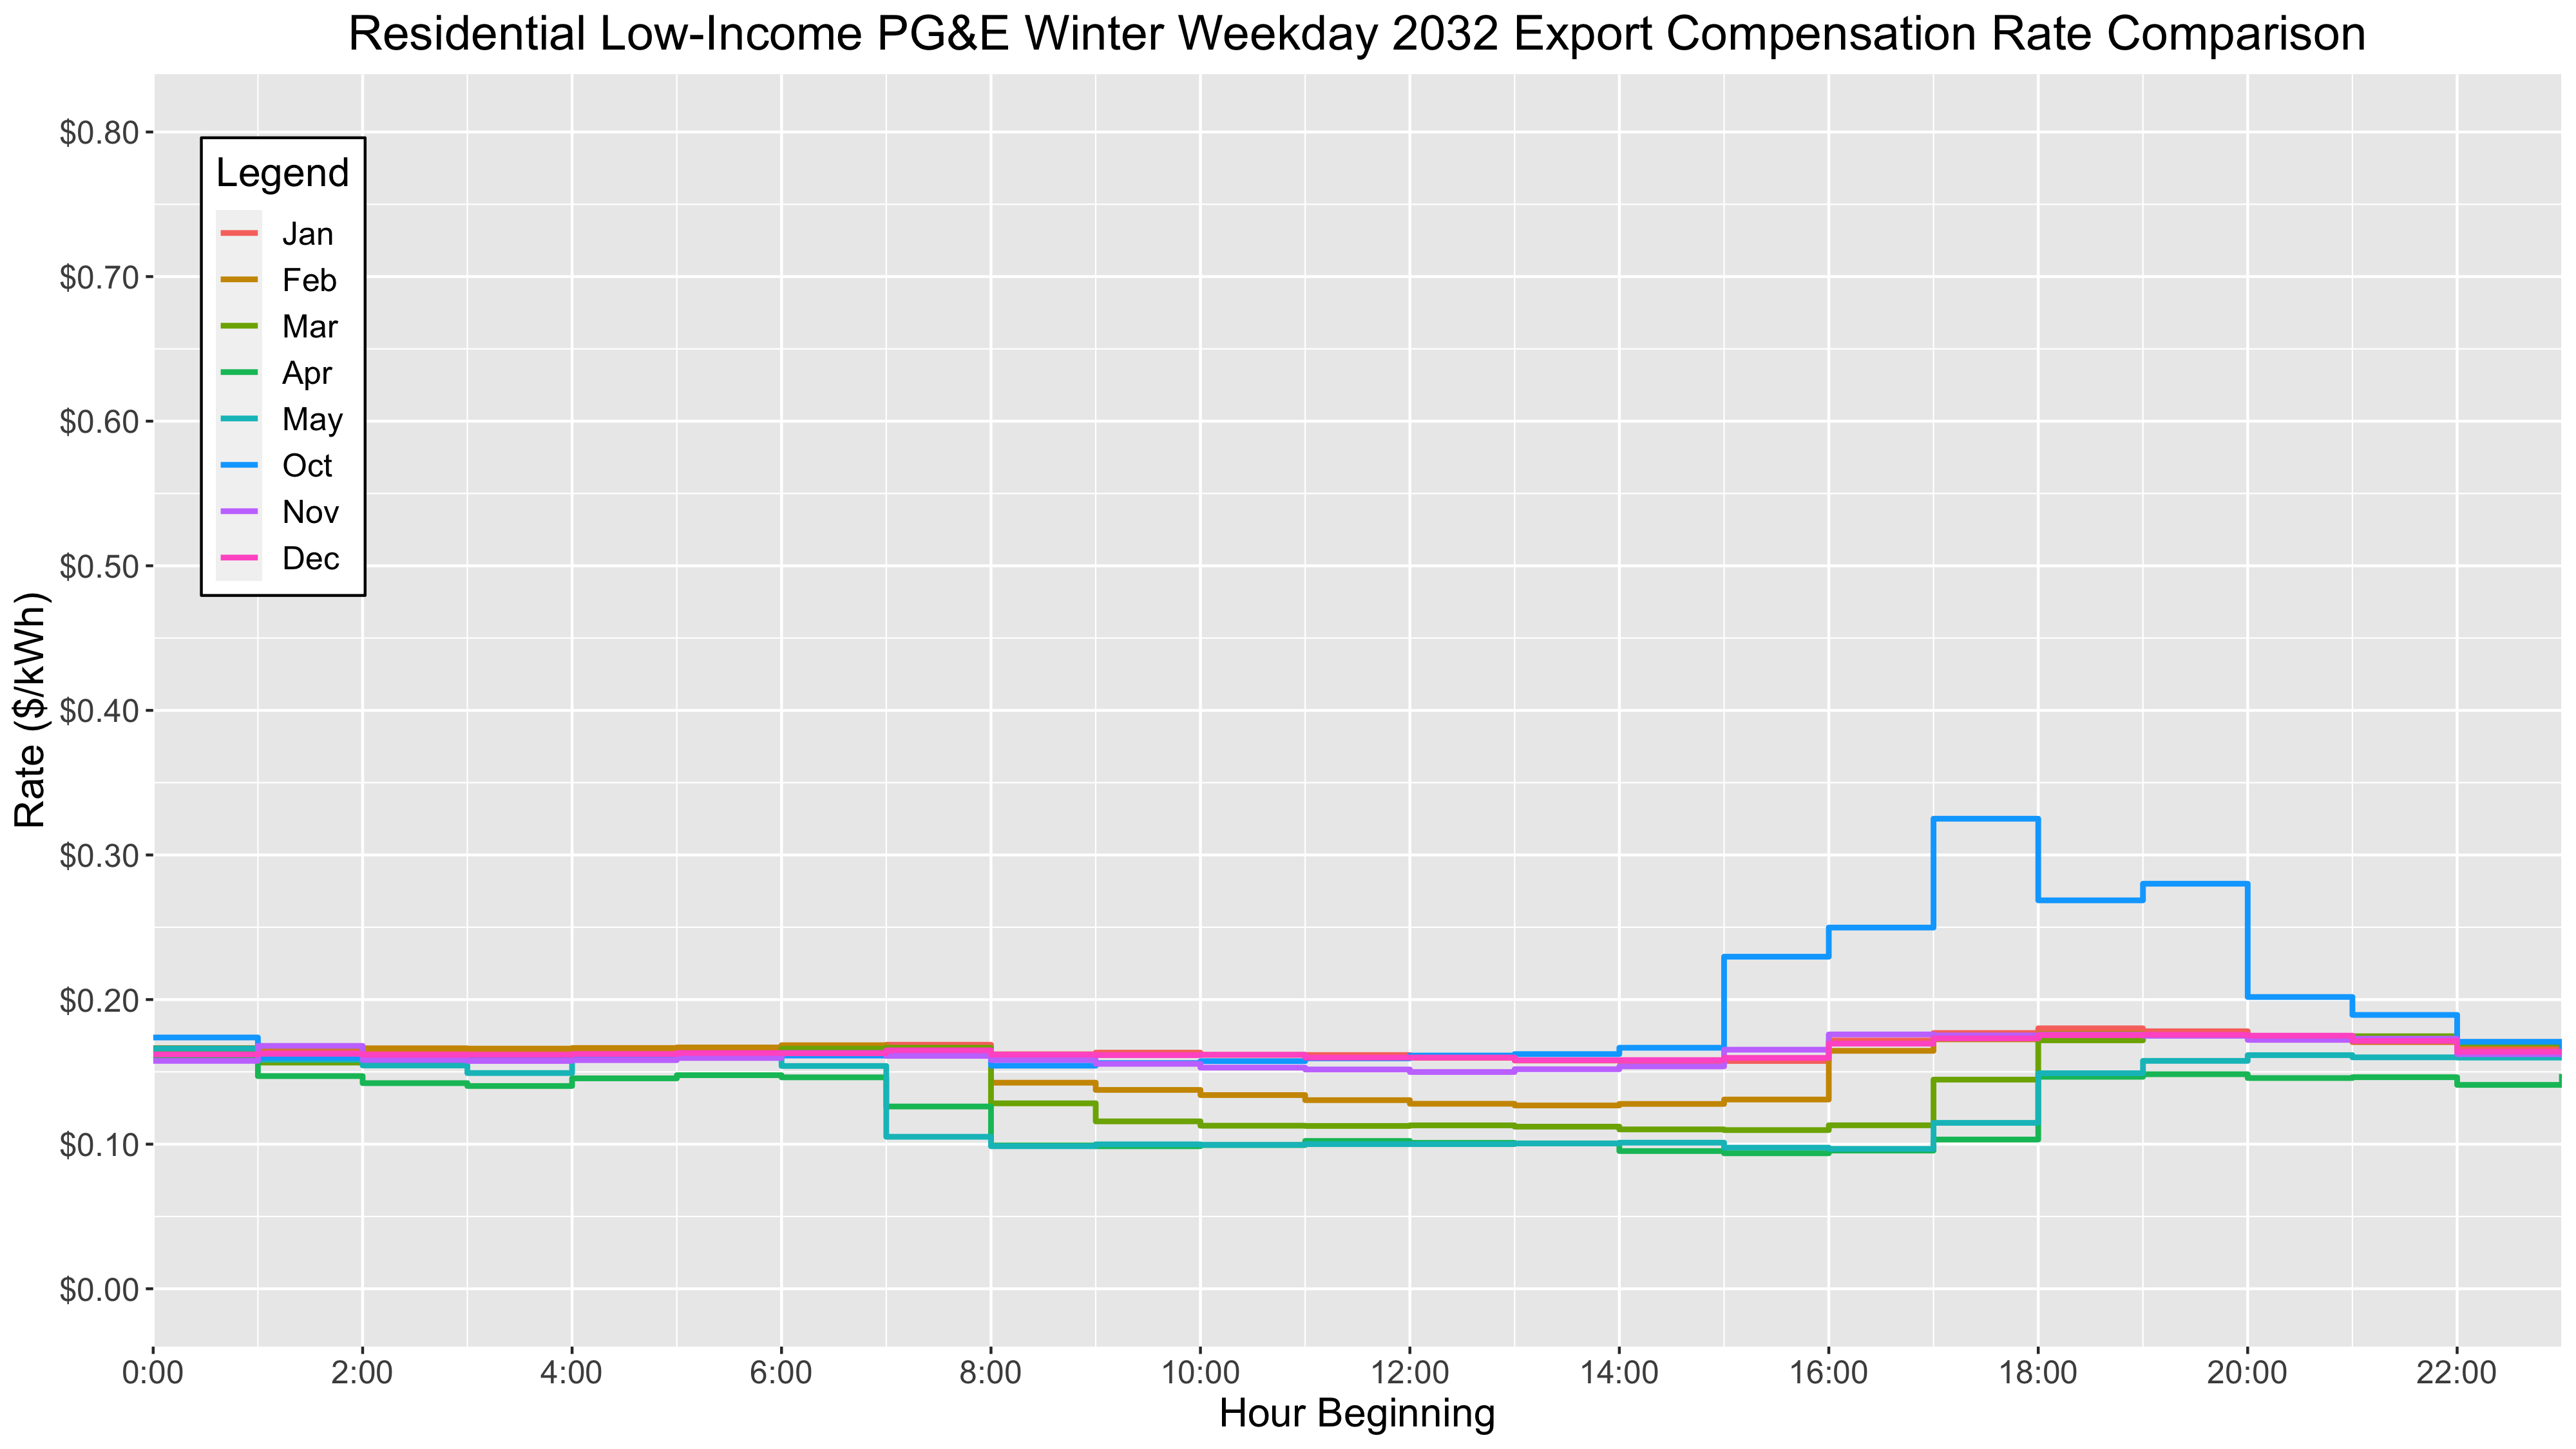 Residential Low-Income PG&E Winter Weekday 2032 Export Compensation Rate Comparison
Rate ($/kWh)
$0.80
$0.70
$0.60
$0.50
$0.40
$0.30
$0.20
$0.10
$0.00
Legend
Jan
Feb
Mar
Apr
May
Oct
Nov
Dec
0:00 2:00 4:00 6:00 8:00 10:00 12:00 14:00 16:00 18:00 20:00 22:00
Hour Beginning